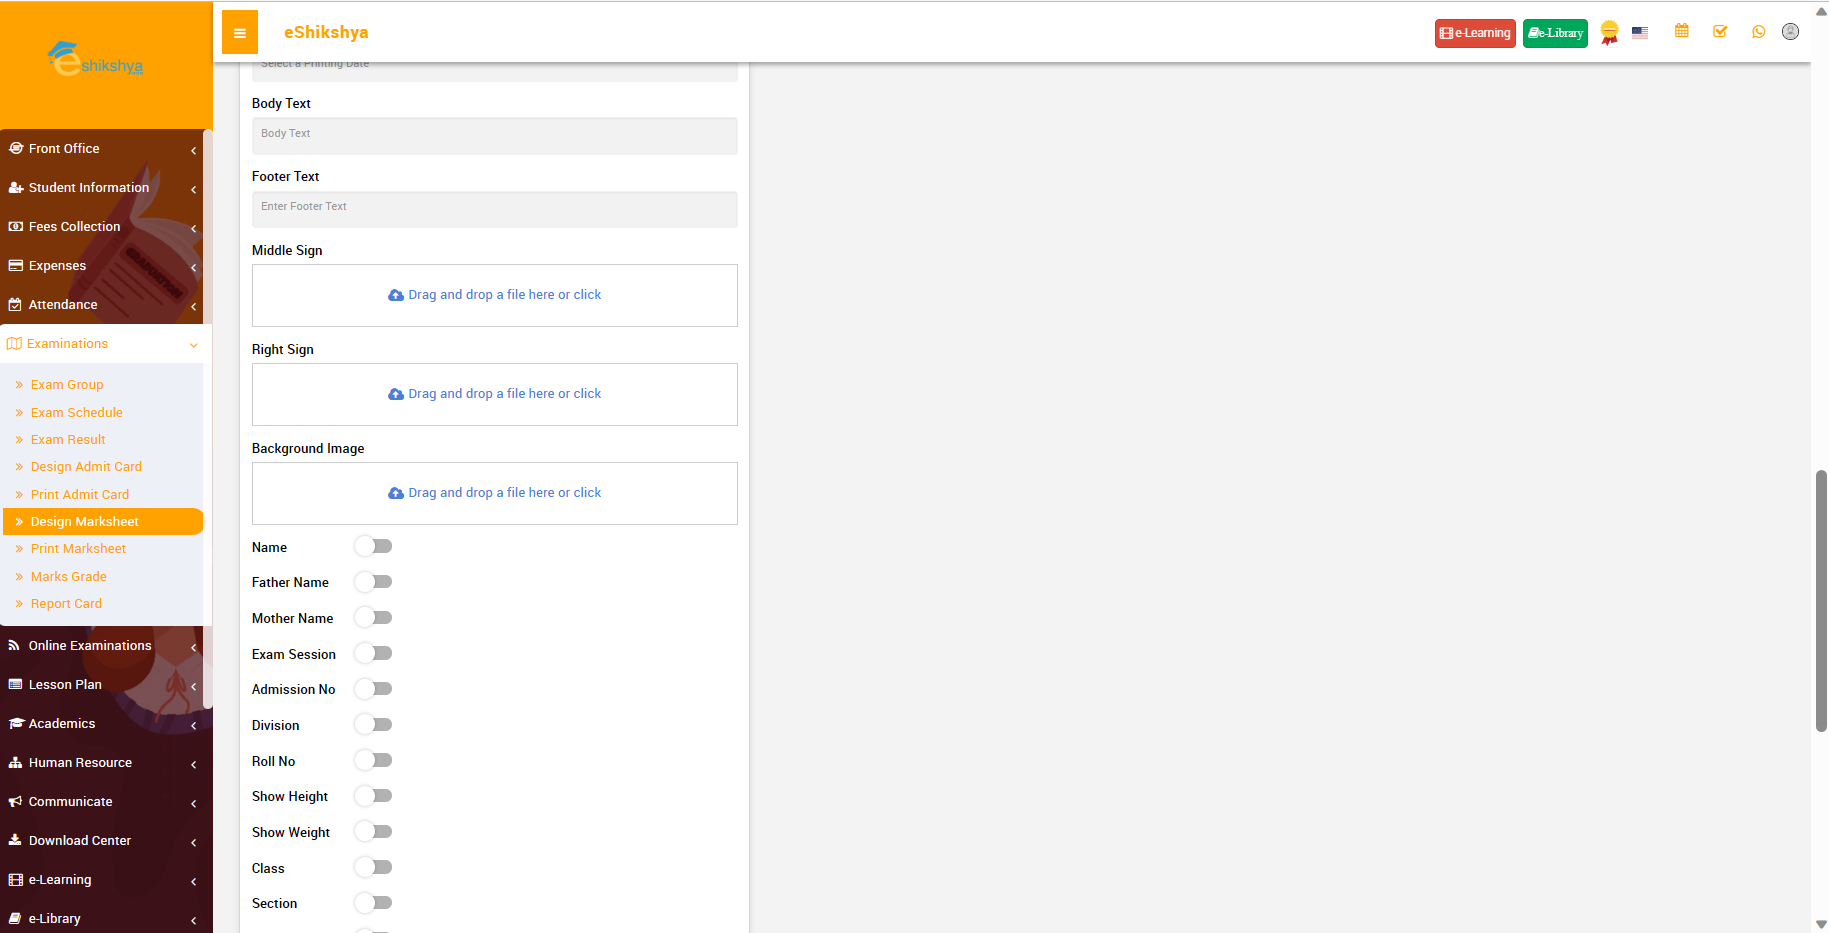 eshikshya
eShikshya
e-Learning
e-Library
Front Office
Student Information
Fees Collection
Expenses
GRADUATION
Attendance
Examinations
Exam Group
Exam Schedule
Exam Result
Design Admit Card
Print Admit Card
Design Marksheet
Print Marksheet
Marks Grade
Report Card
Online Examinations
Lesson Plan
Academics
Human Resource
Communicate
Download Center
e-Learning
e-Library
Select a Printing Date
Body Text
Body Text
Footer Text
Enter Footer Text
Middle Sign
Drag and drop a file here or click
Right Sign
Drag and drop a file here or click
Background Image
Drag and drop a file here or click
Name
Father Name
Mother Name
Exam Session
Admission No
Division
Roll No
Show Height
Show Weight
Class
Section